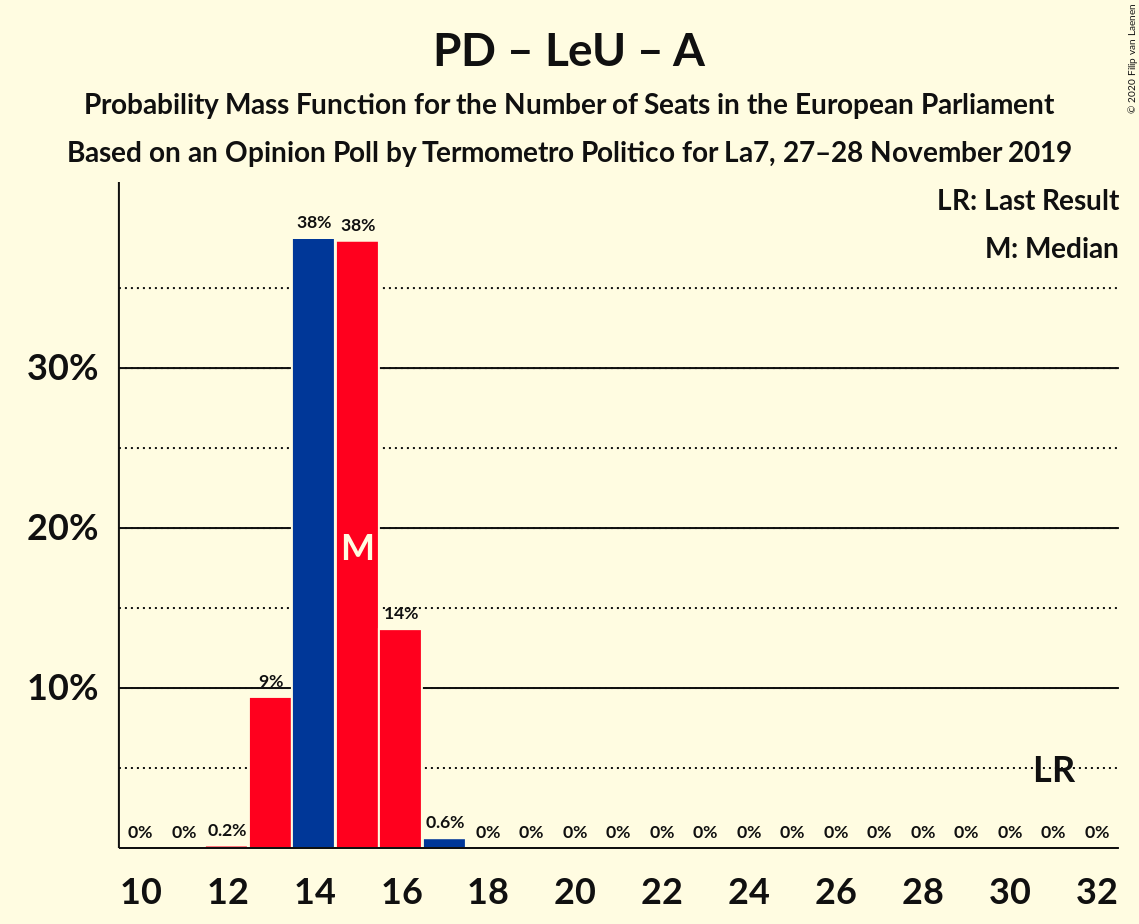 © 2020 Filip van Laenen
PD – LeU – A
Probability Mass Function for the Number of Seats in the European Parliament
Based on an Opinion Poll by Termometro Politico for La7, 27–28 November 2019
LR: Last Result
M: Median
38% 38%
30%
20%
M
14%
10%
9%
LR
0% 0% 0.2% 0.6% 0% 0% 0% 0% 0% 0% 0% 0% 0% 0% 0% 0% 0% 0% 0%
10 12 14 16 18 20 22 24 26 28 30 32